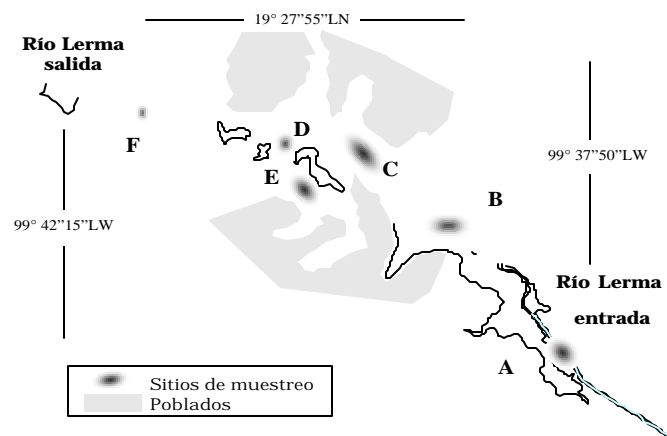 19° 27”55”LN
Río Lerma
salida
F
D
E
C
B
99° 37”50”LW
99° 42”15”LW
Río Lerma
entrada
A
Sitios de muestreo
Poblados